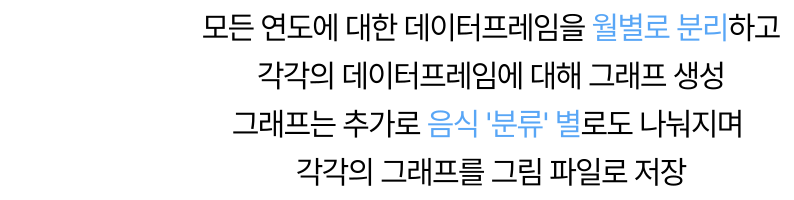 모든 연도에 대한 데이터프레임을 월별로 분리하고
각각의 데이터프레임에 대해 그래프 생성
그래프는 추가로 음식 '분류' 별로도 나눠지며
각각의 그래프를 그림 파일로 저장